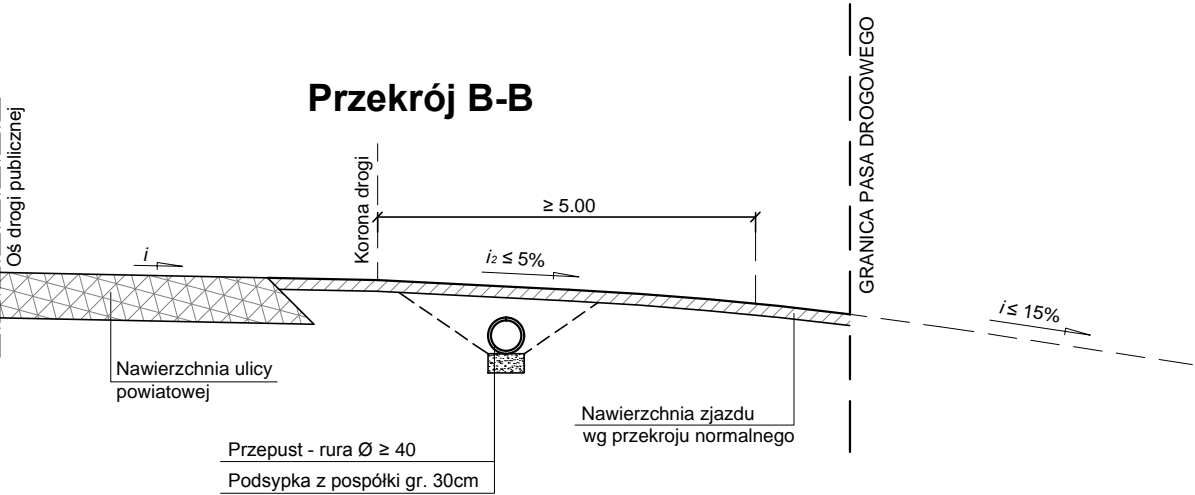 Przekrój B-B
Oś drogi publicznej
Korona drogi
GRANICA PASA DROGOWEGO
≥ 5.00
i
i₂ ≤ 5%
i ≤ 15%
Nawierzchnia ulicy
powiatowej
Nawierzchnia zjazdu
wg przekroju normalnego
Przepust - rura Ø ≥ 40
Podsypka z pospółki gr. 30cm